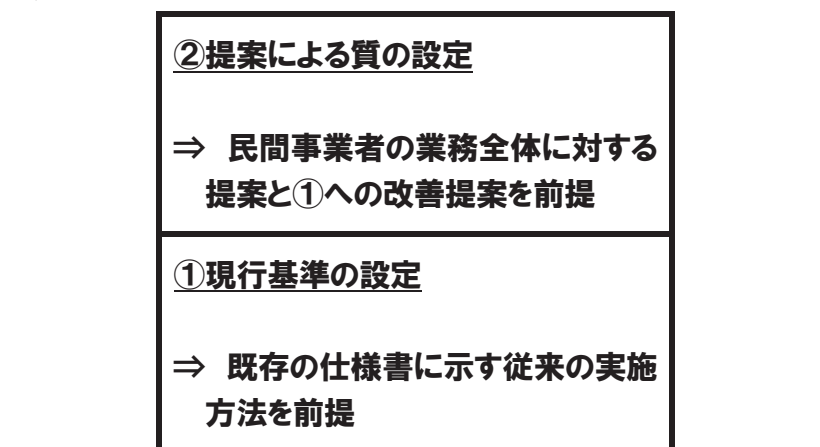 ②提案による質の設定
⇒ 民間事業者の業務全体に対する
提案と①への改善提案を前提
①現行基準の設定
⇒ 既存の仕様書に示す従来の実施
方法を前提